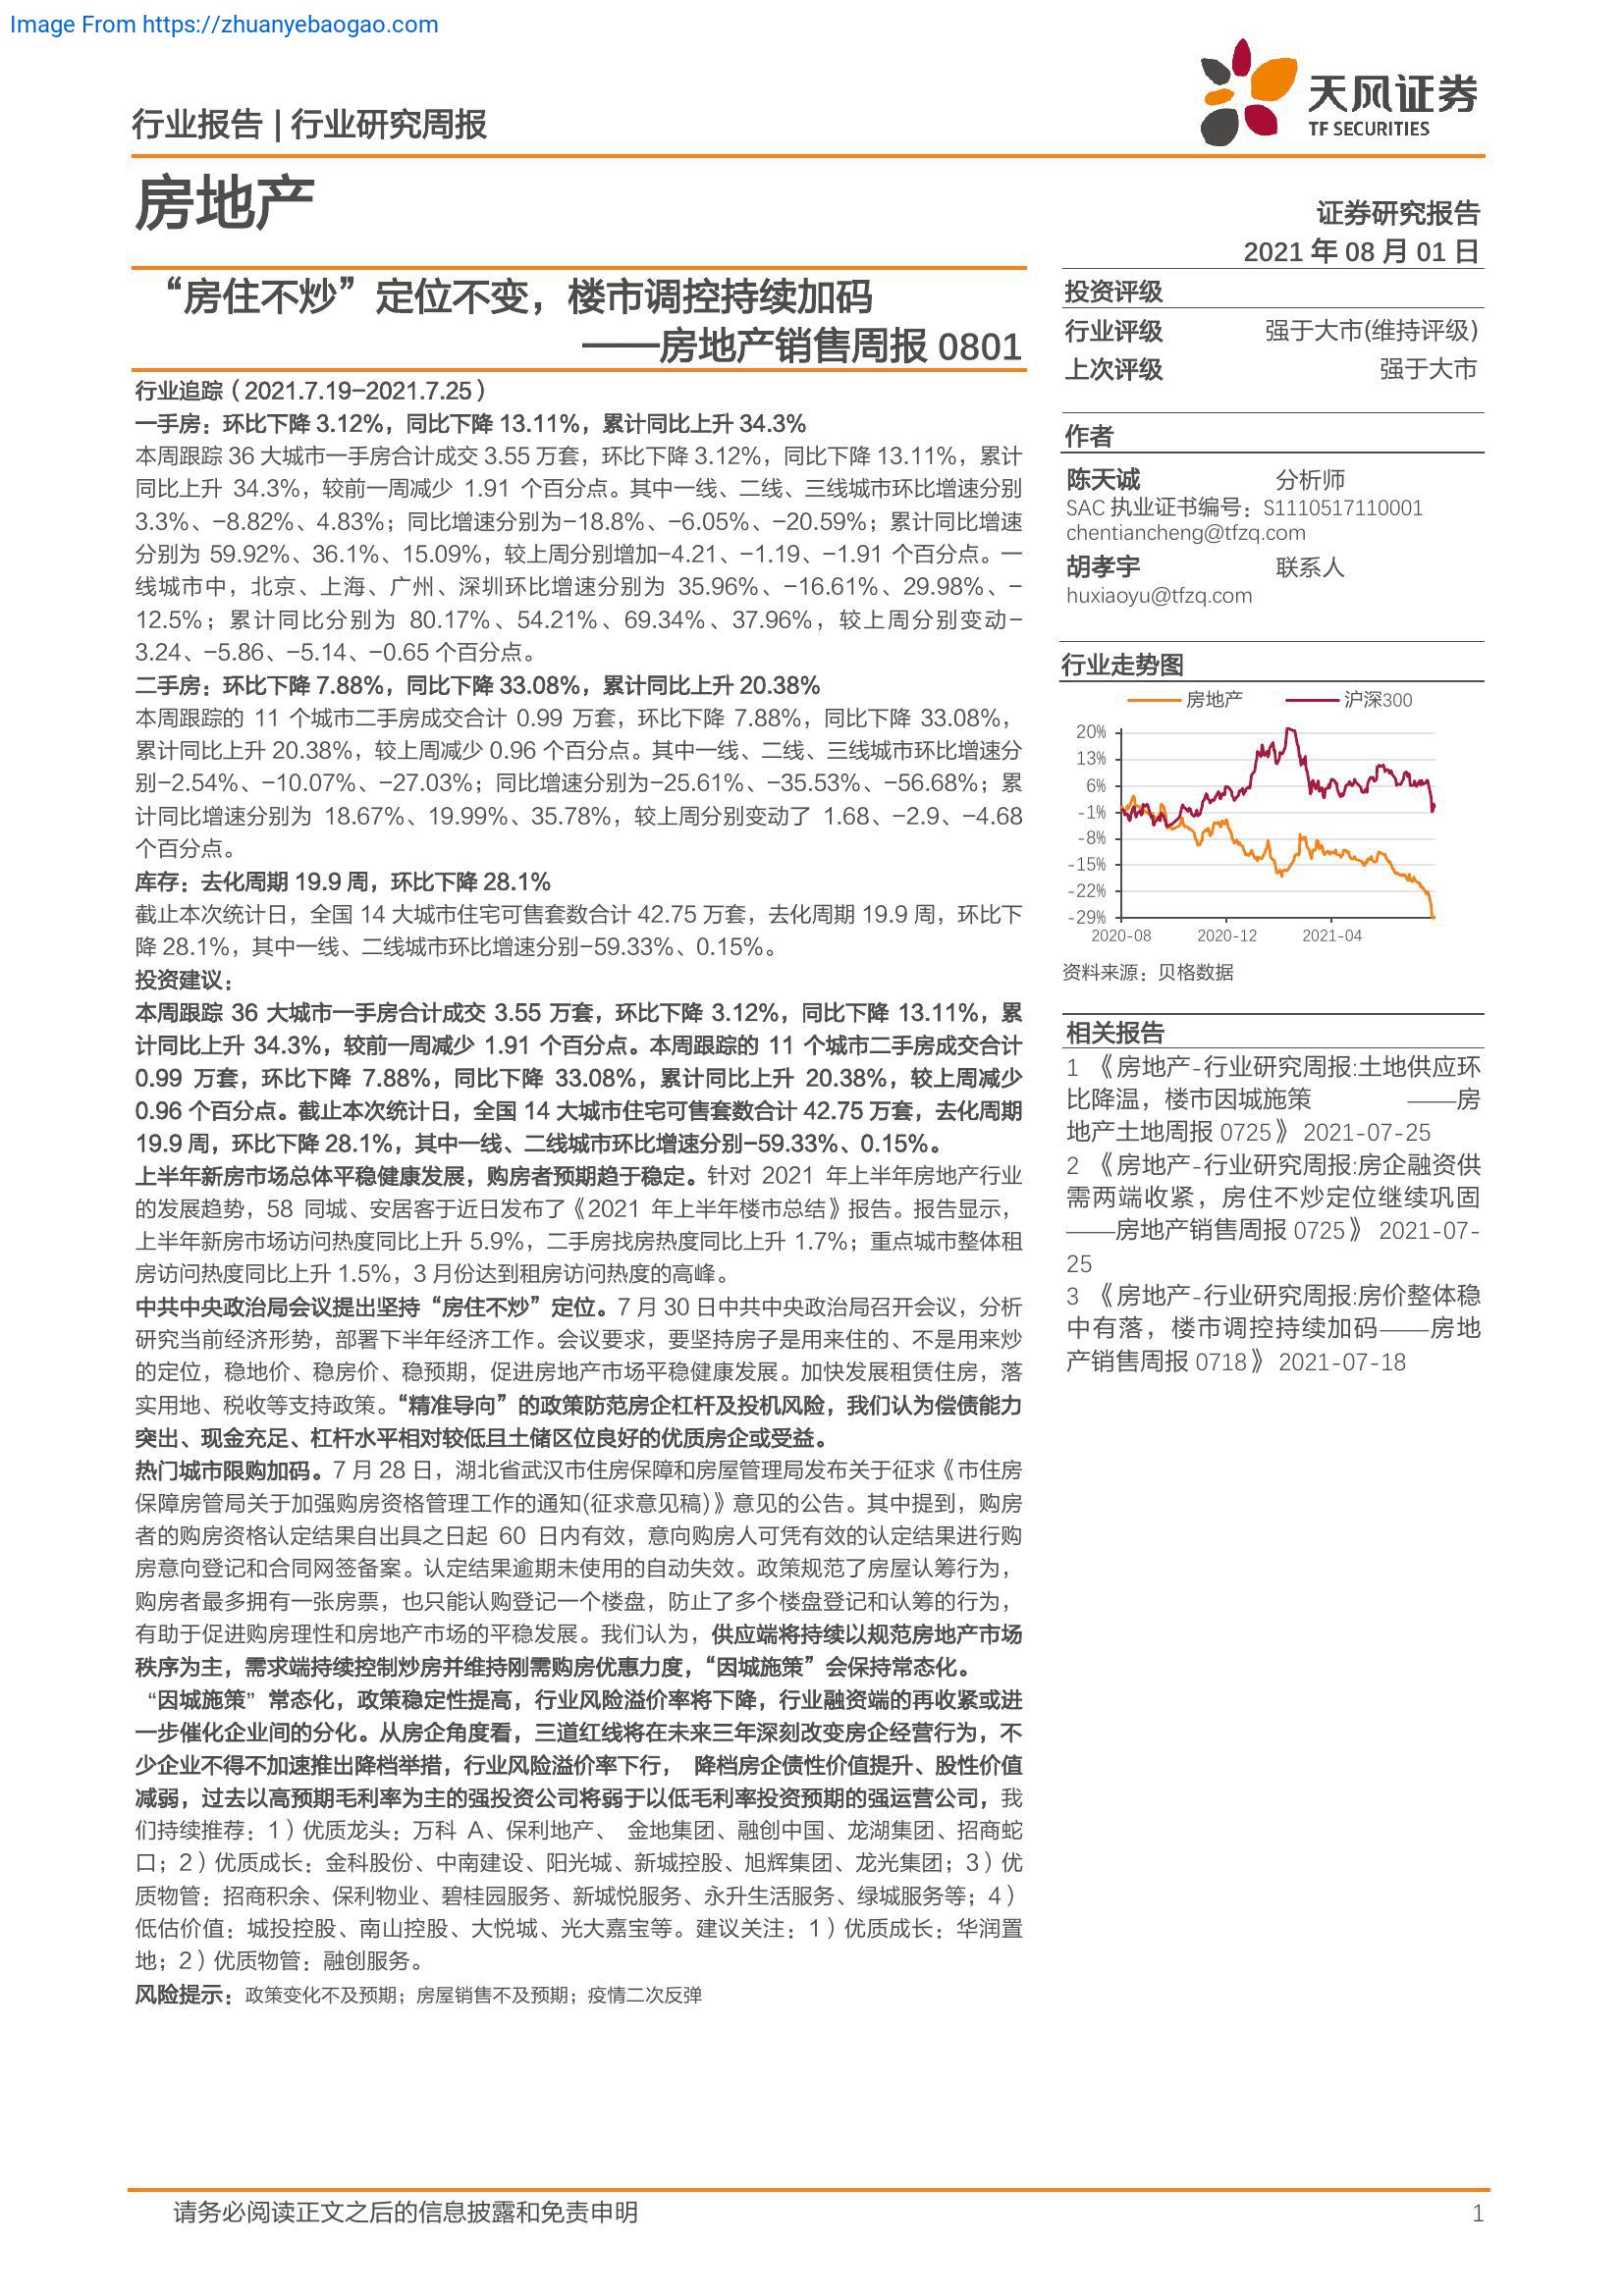 Image From https://zhuanyebaogao.com
行业报告 | 行业研究周报
天风证券
TF SECURITIES
房地产
证券研究报告
2021 年 08 月 01 日
“房住不炒”定位不变，楼市调控持续加码
——房地产销售周报 0801
行业追踪（2021.7.19-2021.7.25）
一手房：环比下降 3.12%，同比下降 13.11%，累计同比上升 34.3%
本周跟踪 36 大城市一手房合计成交 3.55 万套，环比下降 3.12%，同比下降 13.11%，累计
同比上升 34.3%，较前一周减少 1.91 个百分点。其中一线、二线、三线城市环比增速分别
3.3%、-8.82%、4.83%；同比增速分别为-18.8%、-6.05%、-20.59%；累计同比增速
分别为 59.92%、36.1%、15.09%，较上周分别增加-4.21、-1.19、-1.91 个百分点。一
线城市中，北京、上海、广州、深圳环比增速分别为 35.96%、-16.61%、29.98%、-
12.5%；累计同比分别为 80.17%、54.21%、69.34%、37.96%，较上周分别变动-
3.24、-5.86、-5.14、-0.65 个百分点。
二手房：环比下降 7.88%，同比下降 33.08%，累计同比上升 20.38%
本周跟踪的 11 个城市二手房成交合计 0.99 万套，环比下降 7.88%，同比下降 33.08%，
累计同比上升 20.38%，较上周减少 0.96 个百分点。其中一线、二线、三线城市环比增速分
别-2.54%、-10.07%、-27.03%；同比增速分别为-25.61%、-35.53%、-56.68%；累
计同比增速分别为 18.67%、19.99%、35.78%，较上周分别变动了 1.68、-2.9、-4.68
个百分点。
库存：去化周期 19.9 周，环比下降 28.1%
截止本次统计日，全国 14 大城市住宅可售套数合计 42.75 万套，去化周期 19.9 周，环比下
降 28.1%，其中一线、二线城市环比增速分别-59.33%、0.15%。
投资建议：
本周跟踪 36 大城市一手房合计成交 3.55 万套，环比下降 3.12%，同比下降 13.11%，累
计同比上升 34.3%，较前一周减少 1.91 个百分点。本周跟踪的 11 个城市二手房成交合计
0.99 万套，环比下降 7.88%，同比下降 33.08%，累计同比上升 20.38%，较上周减少
0.96 个百分点。截止本次统计日，全国 14 大城市住宅可售套数合计 42.75 万套，去化周期
19.9 周，环比下降 28.1%，其中一线、二线城市环比增速分别-59.33%、0.15%。
上半年新房市场总体平稳健康发展，购房者预期趋于稳定。针对 2021 年上半年房地产行业
的发展趋势，58 同城、安居客于近日发布了《2021 年上半年楼市总结》报告。报告显示，
上半年新房市场访问热度同比上升 5.9%，二手房找房热度同比上升 1.7%；重点城市整体租
房访问热度同比上升 1.5%，3 月份达到租房访问热度的高峰。
中共中央政治局会议提出坚持“房住不炒”定位。7 月 30 日中共中央政治局召开会议，分析
研究当前经济形势，部署下半年经济工作。会议要求，要坚持房子是用来住的、不是用来炒
的定位，稳地价、稳房价、稳预期，促进房地产市场平稳健康发展。加快发展租赁住房，落
实用地、税收等支持政策。“精准导向”的政策防范房企杠杆及投机风险，我们认为偿债能力
突出、现金充足、杠杆水平相对较低且土储区位良好的优质房企或受益。
热门城市限购加码。7 月 28 日，湖北省武汉市住房保障和房屋管理局发布关于征求《市住房
保障房管局关于加强购房资格管理工作的通知(征求意见稿)》意见的公告。其中提到，购房
者的购房资格认定结果自出具之日起 60 日内有效，意向购房人可凭有效的认定结果进行购
房意向登记和合同网签备案。认定结果逾期未使用的自动失效。政策规范了房屋认筹行为，
购房者最多拥有一张房票，也只能认购登记一个楼盘，防止了多个楼盘登记和认筹的行为，
有助于促进购房理性和房地产市场的平稳发展。我们认为，供应端将持续以规范房地产市场
秩序为主，需求端持续控制炒房并维持刚需购房优惠力度，“因城施策”会保持常态化。
“因城施策”常态化，政策稳定性提高，行业风险溢价率将下降，行业融资端的再收紧或进
一步催化企业间的分化。从房企角度看，三道红线将在未来三年深刻改变房企经营行为，不
少企业不得不加速推出降档举措，行业风险溢价率下行， 降档房企债性价值提升、股性价值
减弱，过去以高预期毛利率为主的强投资公司将弱于以低毛利率投资预期的强运营公司，我
们持续推荐：1）优质龙头：万科 A、保利地产、 金地集团、融创中国、龙湖集团、招商蛇
口；2）优质成长：金科股份、中南建设、阳光城、新城控股、旭辉集团、龙光集团；3）优
质物管：招商积余、保利物业、碧桂园服务、新城悦服务、永升生活服务、绿城服务等；4）
低估价值：城投控股、南山控股、大悦城、光大嘉宝等。建议关注：1）优质成长：华润置
地；2）优质物管：融创服务。
风险提示：政策变化不及预期；房屋销售不及预期；疫情二次反弹
投资评级
行业评级 强于大市(维持评级)
上次评级 强于大市
作者
陈天诚 分析师
SAC 执业证书编号：S1110517110001
chentiancheng@tfzq.com
胡孝宇 联系人
huxiaoyu@tfzq.com
行业走势图
房地产 沪深300
20%
13%
6%
-1%
-8%
-15%
-22%
-29%
2020-08 2020-12 2021-04
资料来源：贝格数据
相关报告
1 《房地产-行业研究周报:土地供应环
比降温，楼市因城施策 ——房
地产土地周报 0725》 2021-07-25
2 《房地产-行业研究周报:房企融资供
需两端收紧，房住不炒定位继续巩固
——房地产销售周报 0725》 2021-07-
25
3 《房地产-行业研究周报:房价整体稳
中有落，楼市调控持续加码——房地
产销售周报 0718》 2021-07-18
请务必阅读正文之后的信息披露和免责申明 1